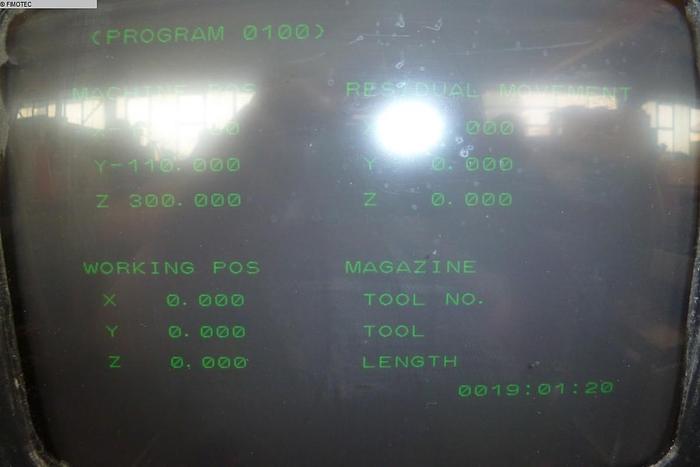 © FIMOTEC
(PROGRAM 0100)
MACHINE POS RESIDUAL MOVEMENT
X 000
Y-110.000 Y 0.000
Z 300.000 Z 0.000
WORKING POS MAGAZINE
X 0.000 TOOL NO.
Y 0.000 TOOL
Z 0.000 LENGTH
0019:01:20